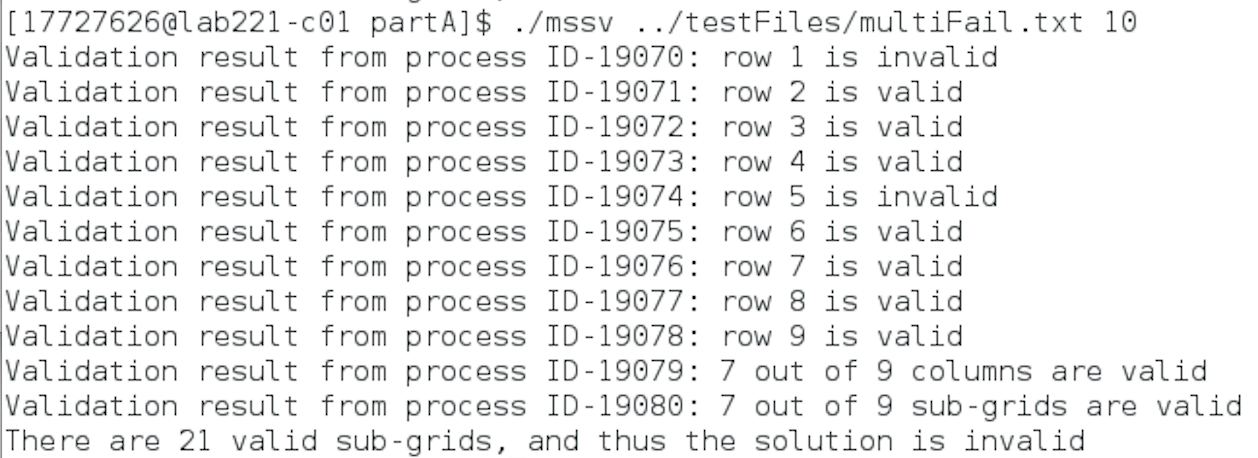 [17727626@lab221-c01 partA]$ ./mssv ../testFiles/multiFail.txt 10
Validation result from process ID-19070: row 1 is invalid
Validation result from process ID-19071: row 2 is valid
Validation result from process ID-19072: row 3 is valid
Validation result from process ID-19073: row 4 is valid
Validation result from process ID-19074: row 5 is invalid
Validation result from process ID-19075: row 6 is valid
Validation result from process ID-19076: row 7 is valid
Validation result from process ID-19077: row 8 is valid
Validation result from process ID-19078: row 9 is valid
Validation result from process ID-19079: 7 out of 9 columns are valid
Validation result from process ID-19080: 7 out of 9 sub-grids are valid
There are 21 valid sub-grids, and thus the solution is invalid